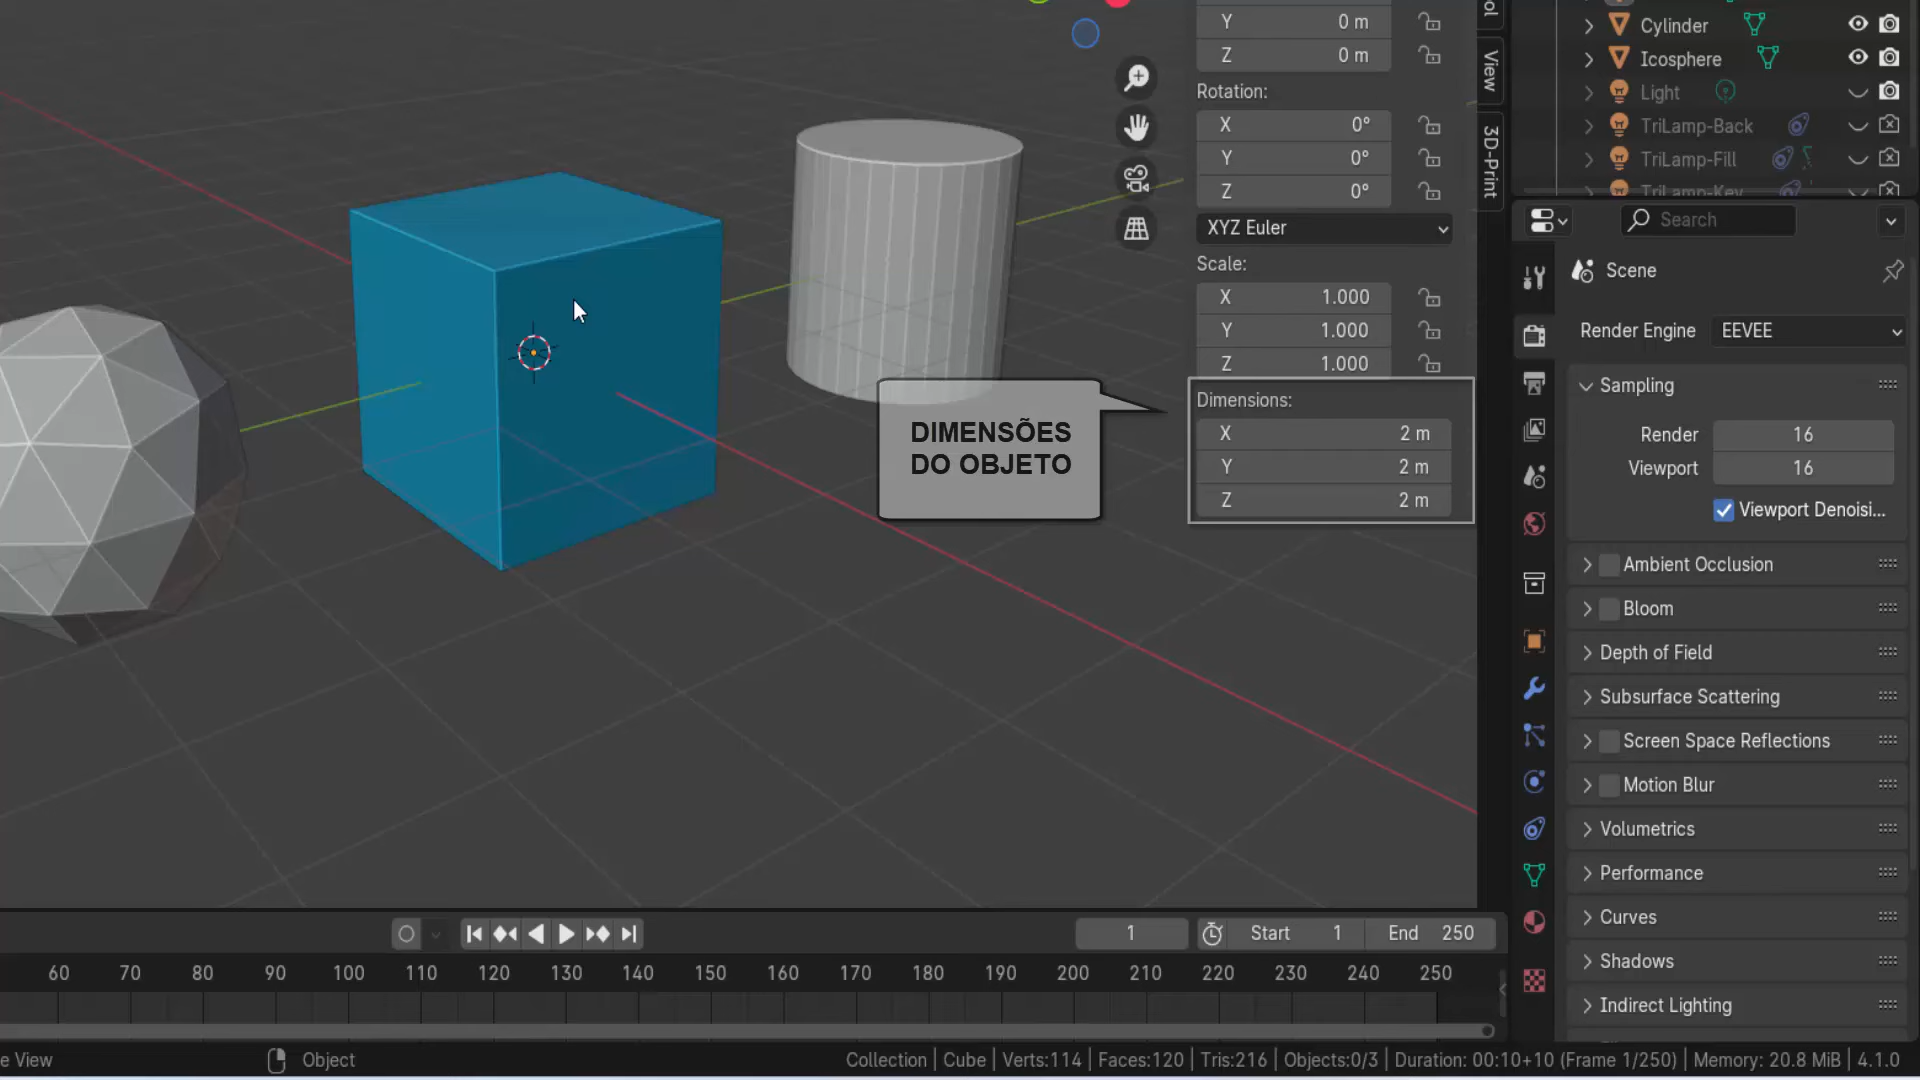 Y 0 m
Z 0 m
Rotation:
X 0°
Y 0°
Z 0°
XYZ Euler
Scale:
X 1.000
Y 1.000
Z 1.000
Dimensions:
X 2 m
Y 2 m
Z 2 m
DIMENSÕES
DO OBJETO
View
3D-Print
Cylinder
Icosphere
Light
TriLamp-Back
TriLamp-Fill
TriLamp-Key
Search
Scene
Render Engine EEVEE
Sampling
Render 16
Viewport 16
Viewport Denoisi...
Ambient Occlusion
Bloom
Depth of Field
Subsurface Scattering
Screen Space Reflections
Motion Blur
Volumetrics
Performance
Curves
Shadows
Indirect Lighting
1 Start 1 End 250
60 70 80 90 100 110 120 130 140 150 160 170 180 190 200 210 220 230 240 250
e View Object Collection | Cube | Verts:114 | Faces:120 | Tris:216 | Objects:0/3 | Duration: 00:10+10 (Frame 1/250) | Memory: 20.8 MiB | 4.1.0